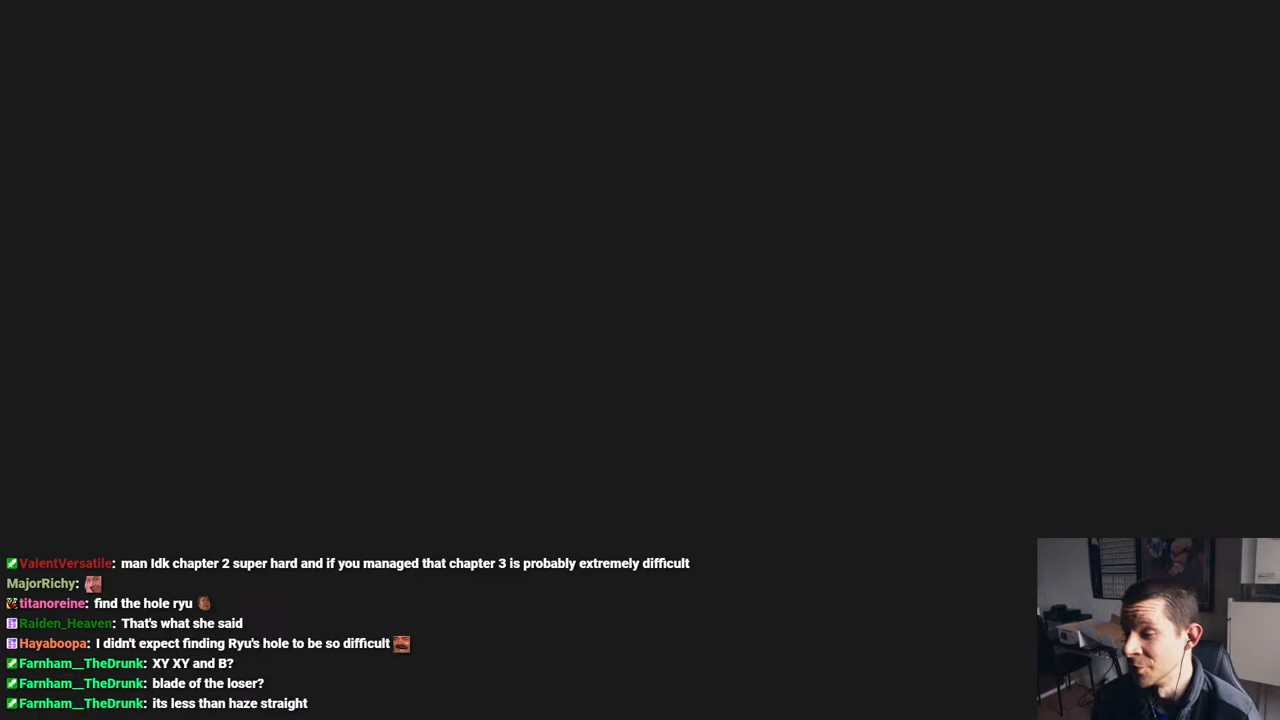 ValentVersatile: man Idk chapter 2 super hard and if you managed that chapter 3 is probably extremely difficult
MajorRichy:
titanoreine: find the hole ryu
Raiden_Heaven: That's what she said
Hayaboopa: I didn't expect finding Ryu's hole to be so difficult
Farnham__TheDrunk: XY XY and B?
Farnham__TheDrunk: blade of the loser?
Farnham__TheDrunk: its less than haze straight